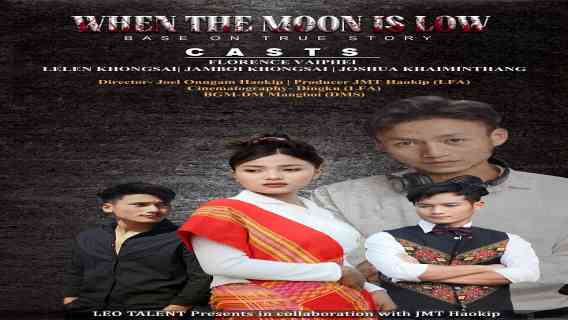 WHEN THE MOON IS LOW
BASE ON TRUE STORY
CASTS
FLORENCE VAIPHEI
LELEN KHONGSAI| JAMBOI KHONGSAI | JOSHUA KHAIMINTHANG
Director- Joel Onngam Haokip | Producer JMT Haokip (LFA)
Cinematography- Dingku (LFA)
BGM-DM Mangboi (DMS)
LEO TALENT Presents in collaboration with JMT Haokip